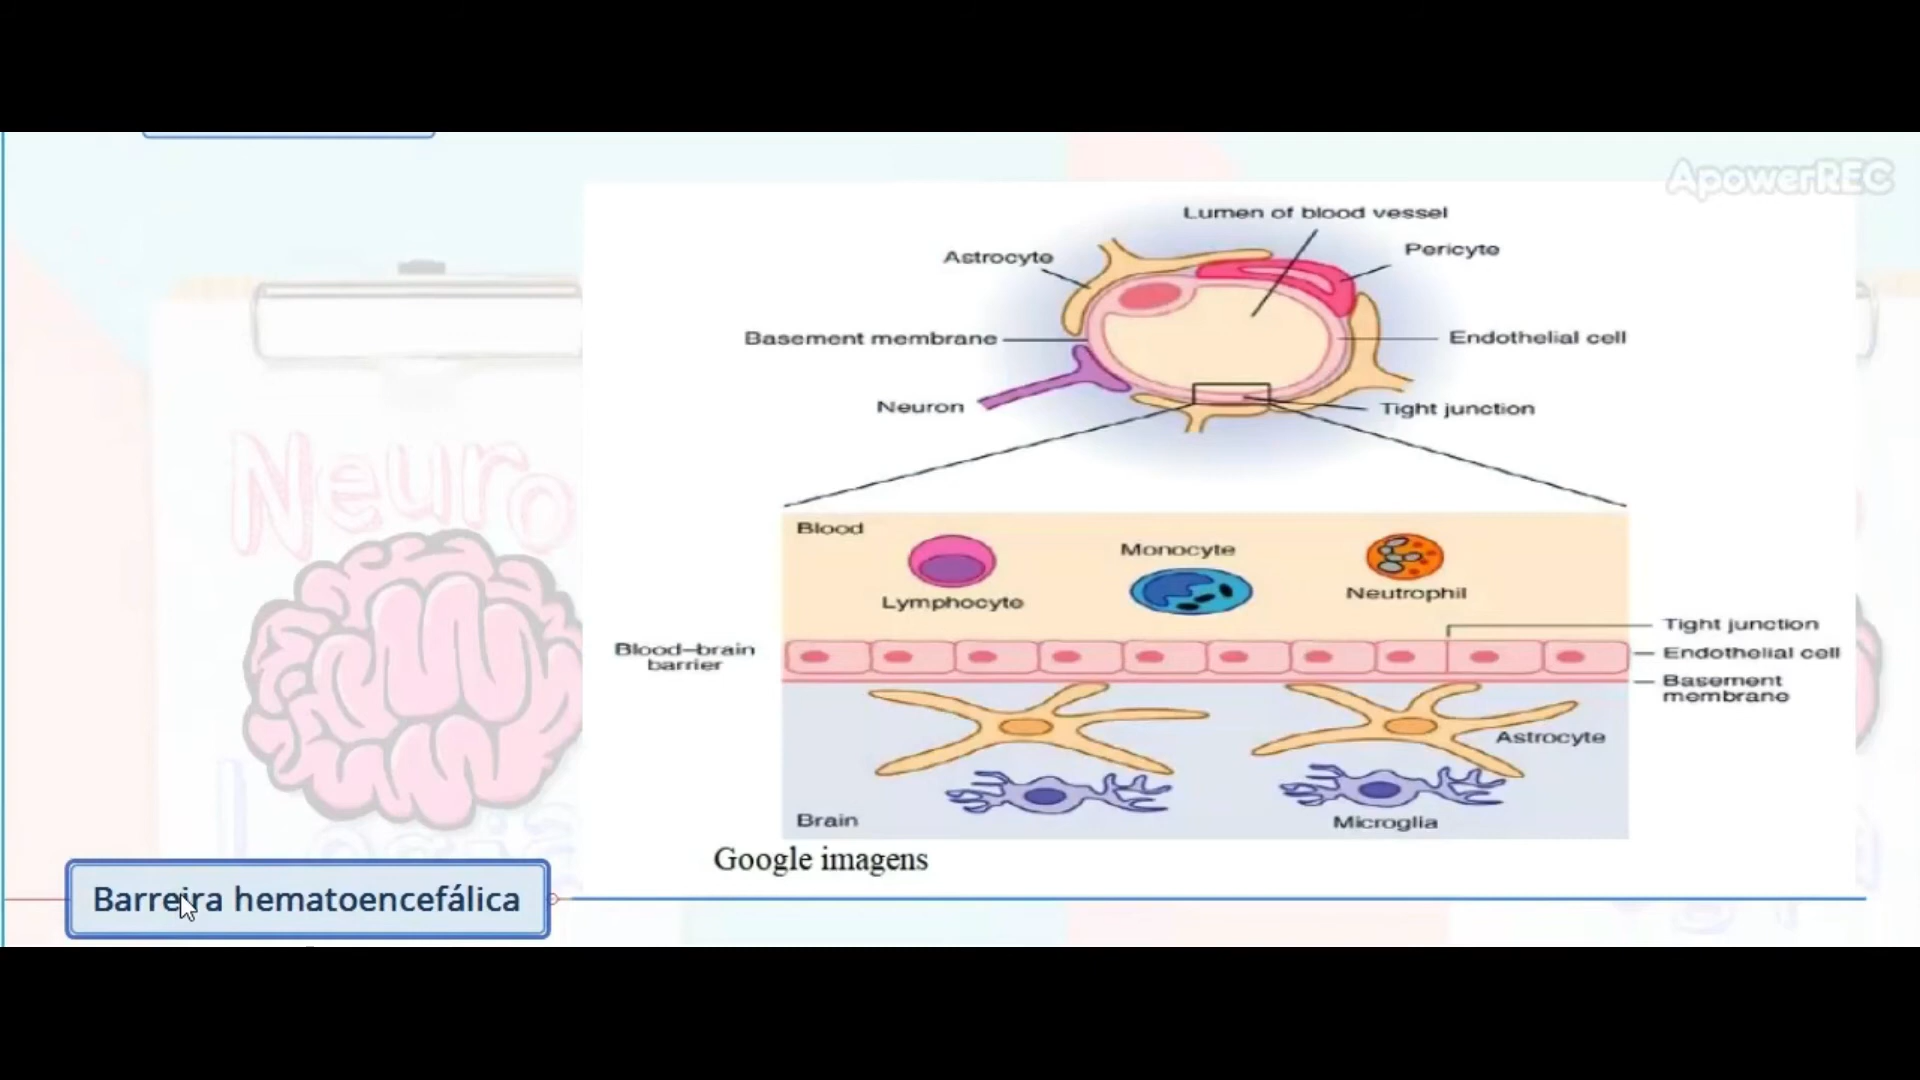 ApowerREC
Lumen of blood vessel
Astrocyte
Pericyte
Basement membrane
Endothelial cell
Neuron
Tight junction
Neuro
Blood
Monocyte
Lymphocyte
Neutrophil
Blood–brain
barrier
Tight junction
Endothelial cell
Basement
membrane
Astrocyte
Brain
Microglia
Google imagens
Barreira hematoencefálica